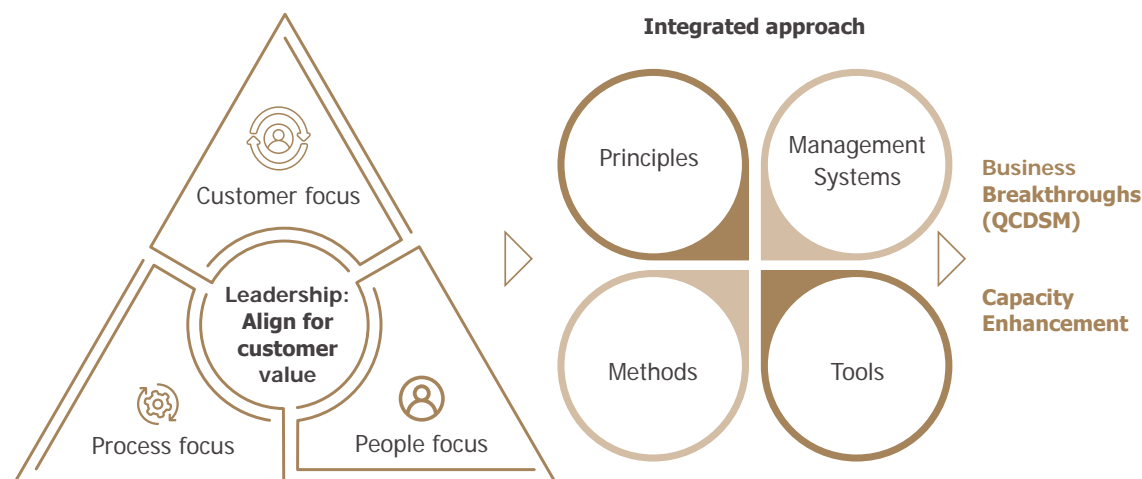 Integrated approach
Customer focus
Leadership:
Align for
customer
value
Process focus
People focus
Principles
Management
Systems
Methods
Tools
Business
Breakthroughs
(QCDSM)
Capacity
Enhancement